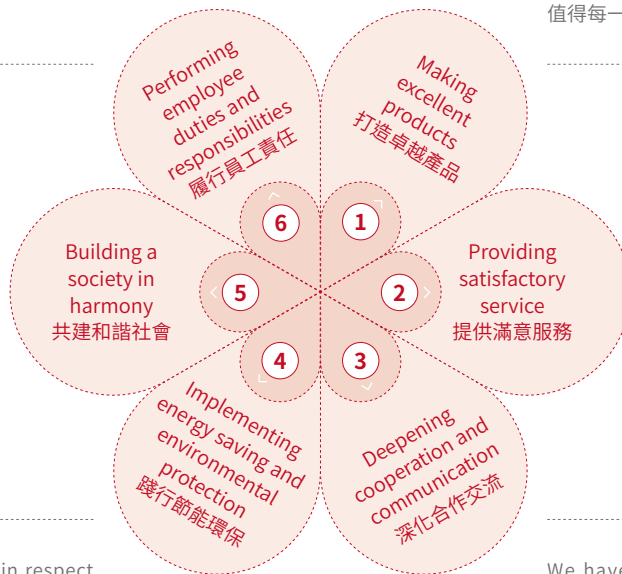 值得每一
Making
excellent
products
打造卓越產品
1
Providing
satisfactory
service
提供滿意服務
2
Deepening
cooperation and
communication
深化合作交流
3
Implementing
energy saving and
environmental
protection
踐行節能環保
4
Building a
society in
harmony
共建和諧社會
5
Performing
employee
duties and
responsibilities
履行員工責任
6
in respect
We have